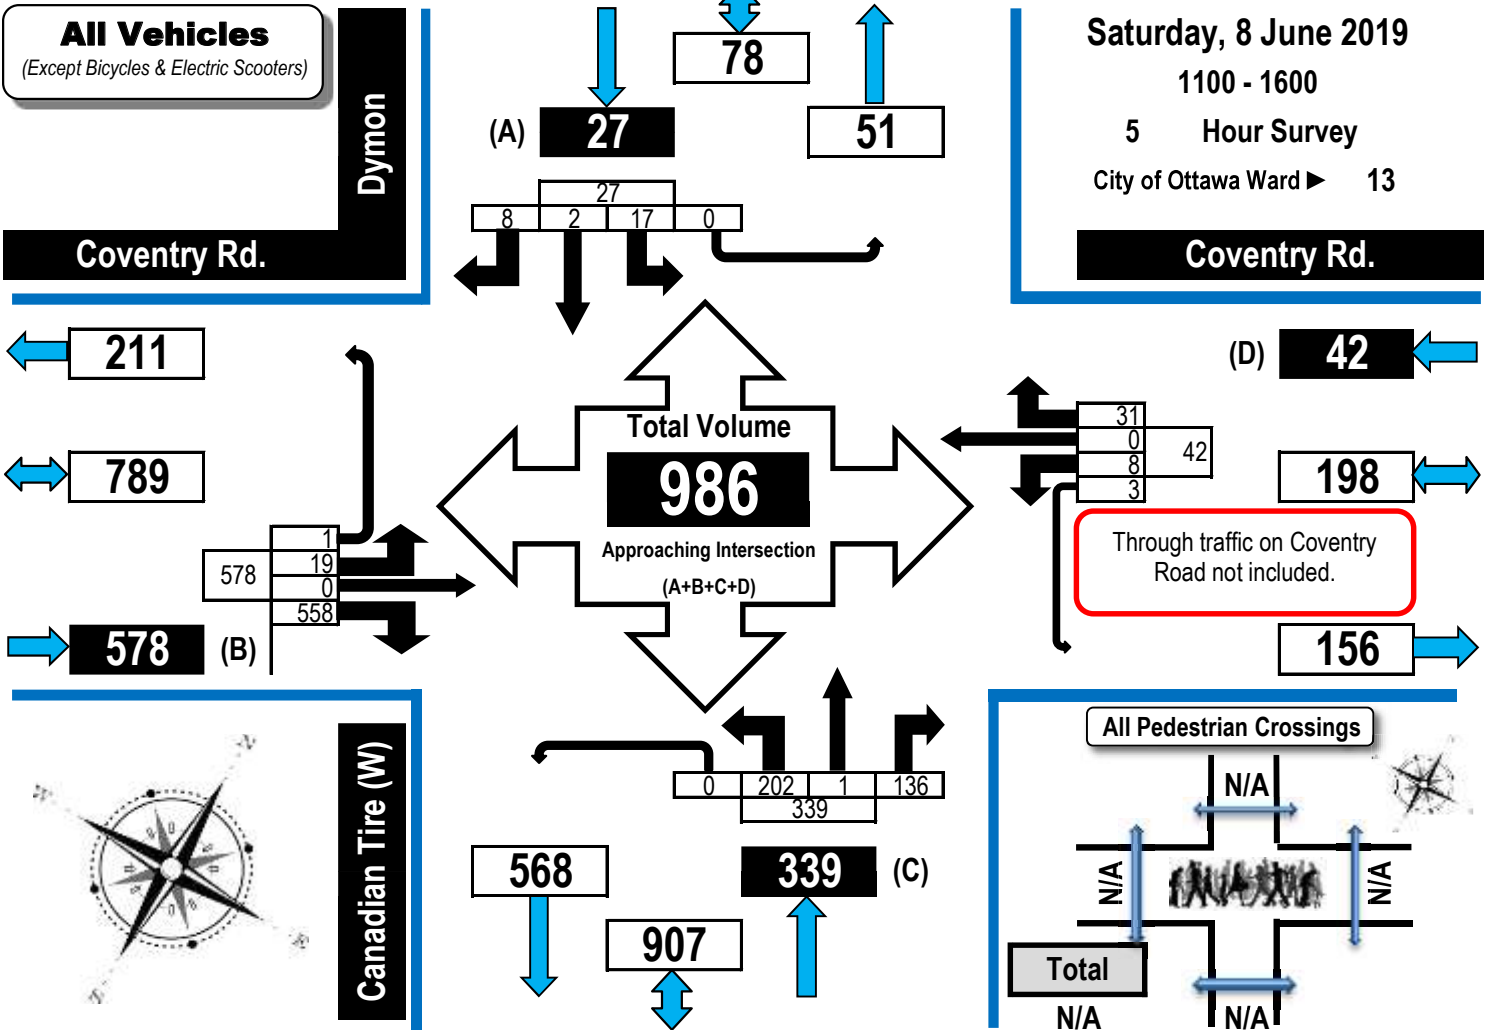 All Vehicles
(Except Bicycles & Electric Scooters)
Dymon
Coventry Rd.
78
(A)
27
51
27
8 2 17 0
Saturday, 8 June 2019
1100 - 1600
5 Hour Survey
City of Ottawa Ward ► 13
Coventry Rd.
211
789
1
19
0
558
578
578
(B)
Total Volume
986
Approaching Intersection
(A+B+C+D)
(D)
42
31
0
8
3
42
198
Through traffic on Coventry
Road not included.
156
Canadian Tire (W)
N
W
E
0 202 1 136
339
568
339
(C)
907
All Pedestrian Crossings
N/A
N/A
N/A
Total
N/A
N/A